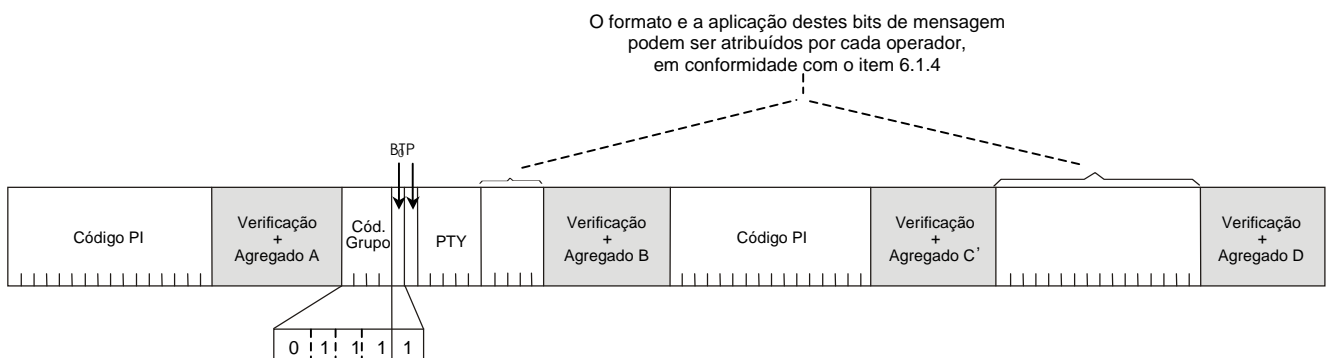 O formato e a aplicação destes bits de mensagem
podem ser atribuídos por cada operador,
em conformidade com o item 6.1.4
B0 TP
Código PI
Verificação
+
Agregado A
Cód.
Grupo
PTY
Verificação
+
Agregado B
Código PI
Verificação
+
Agregado C'
Verificação
+
Agregado D
0 1 1 1 1